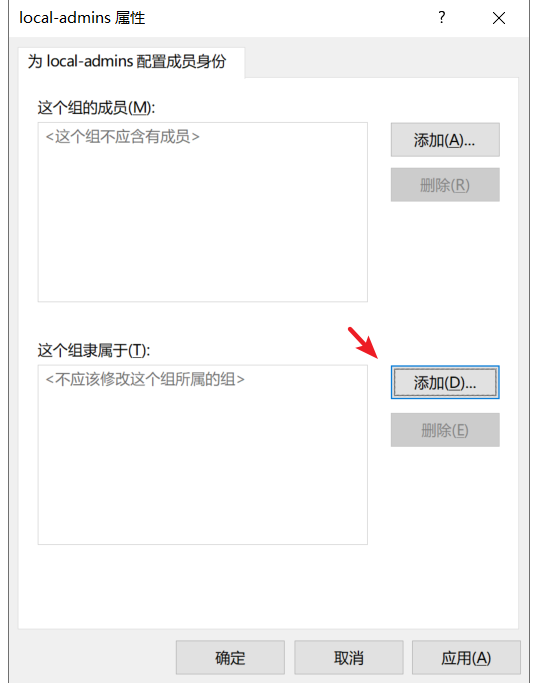 local-admins 属性
为 local-admins 配置成员身份
这个组的成员(M):
<这个组不应含有成员>
添加(A)...
删除(R)
这个组隶属于(T):
<不应该修改这个组所属的组>
添加(D)...
删除(E)
确定
取消
应用(A)